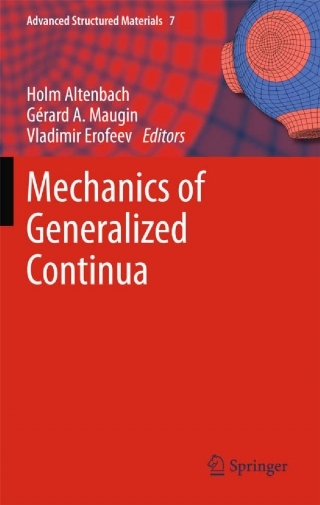 Advanced Structured Materials 7
Holm Altenbach
Gérard A. Maugin
Vladimir Erofeev Editors
Mechanics of
Generalized
Continua
Springer